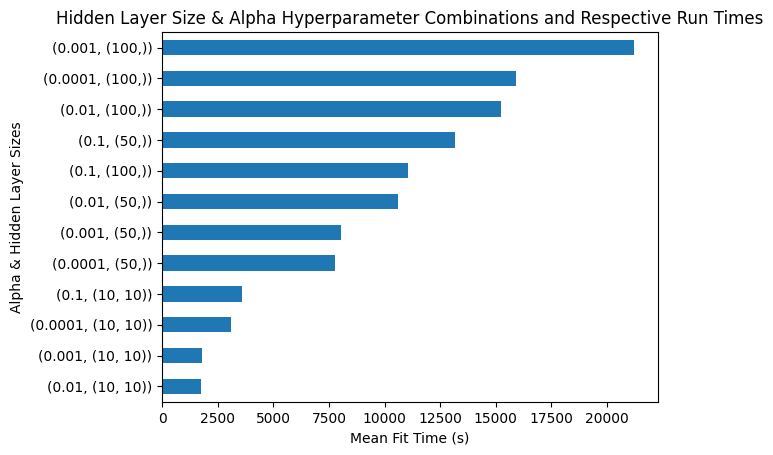 Hidden Layer Size & Alpha Hyperparameter Combinations and Respective Run Times
Alpha & Hidden Layer Sizes
(0.001, (100,))
(0.0001, (100,))
(0.01, (100,))
(0.1, (50,))
(0.1, (100,))
(0.01, (50,))
(0.001, (50,))
(0.0001, (50,))
(0.1, (10, 10))
(0.0001, (10, 10))
(0.001, (10, 10))
(0.01, (10, 10))
0 2500 5000 7500 10000 12500 15000 17500 20000
Mean Fit Time (s)